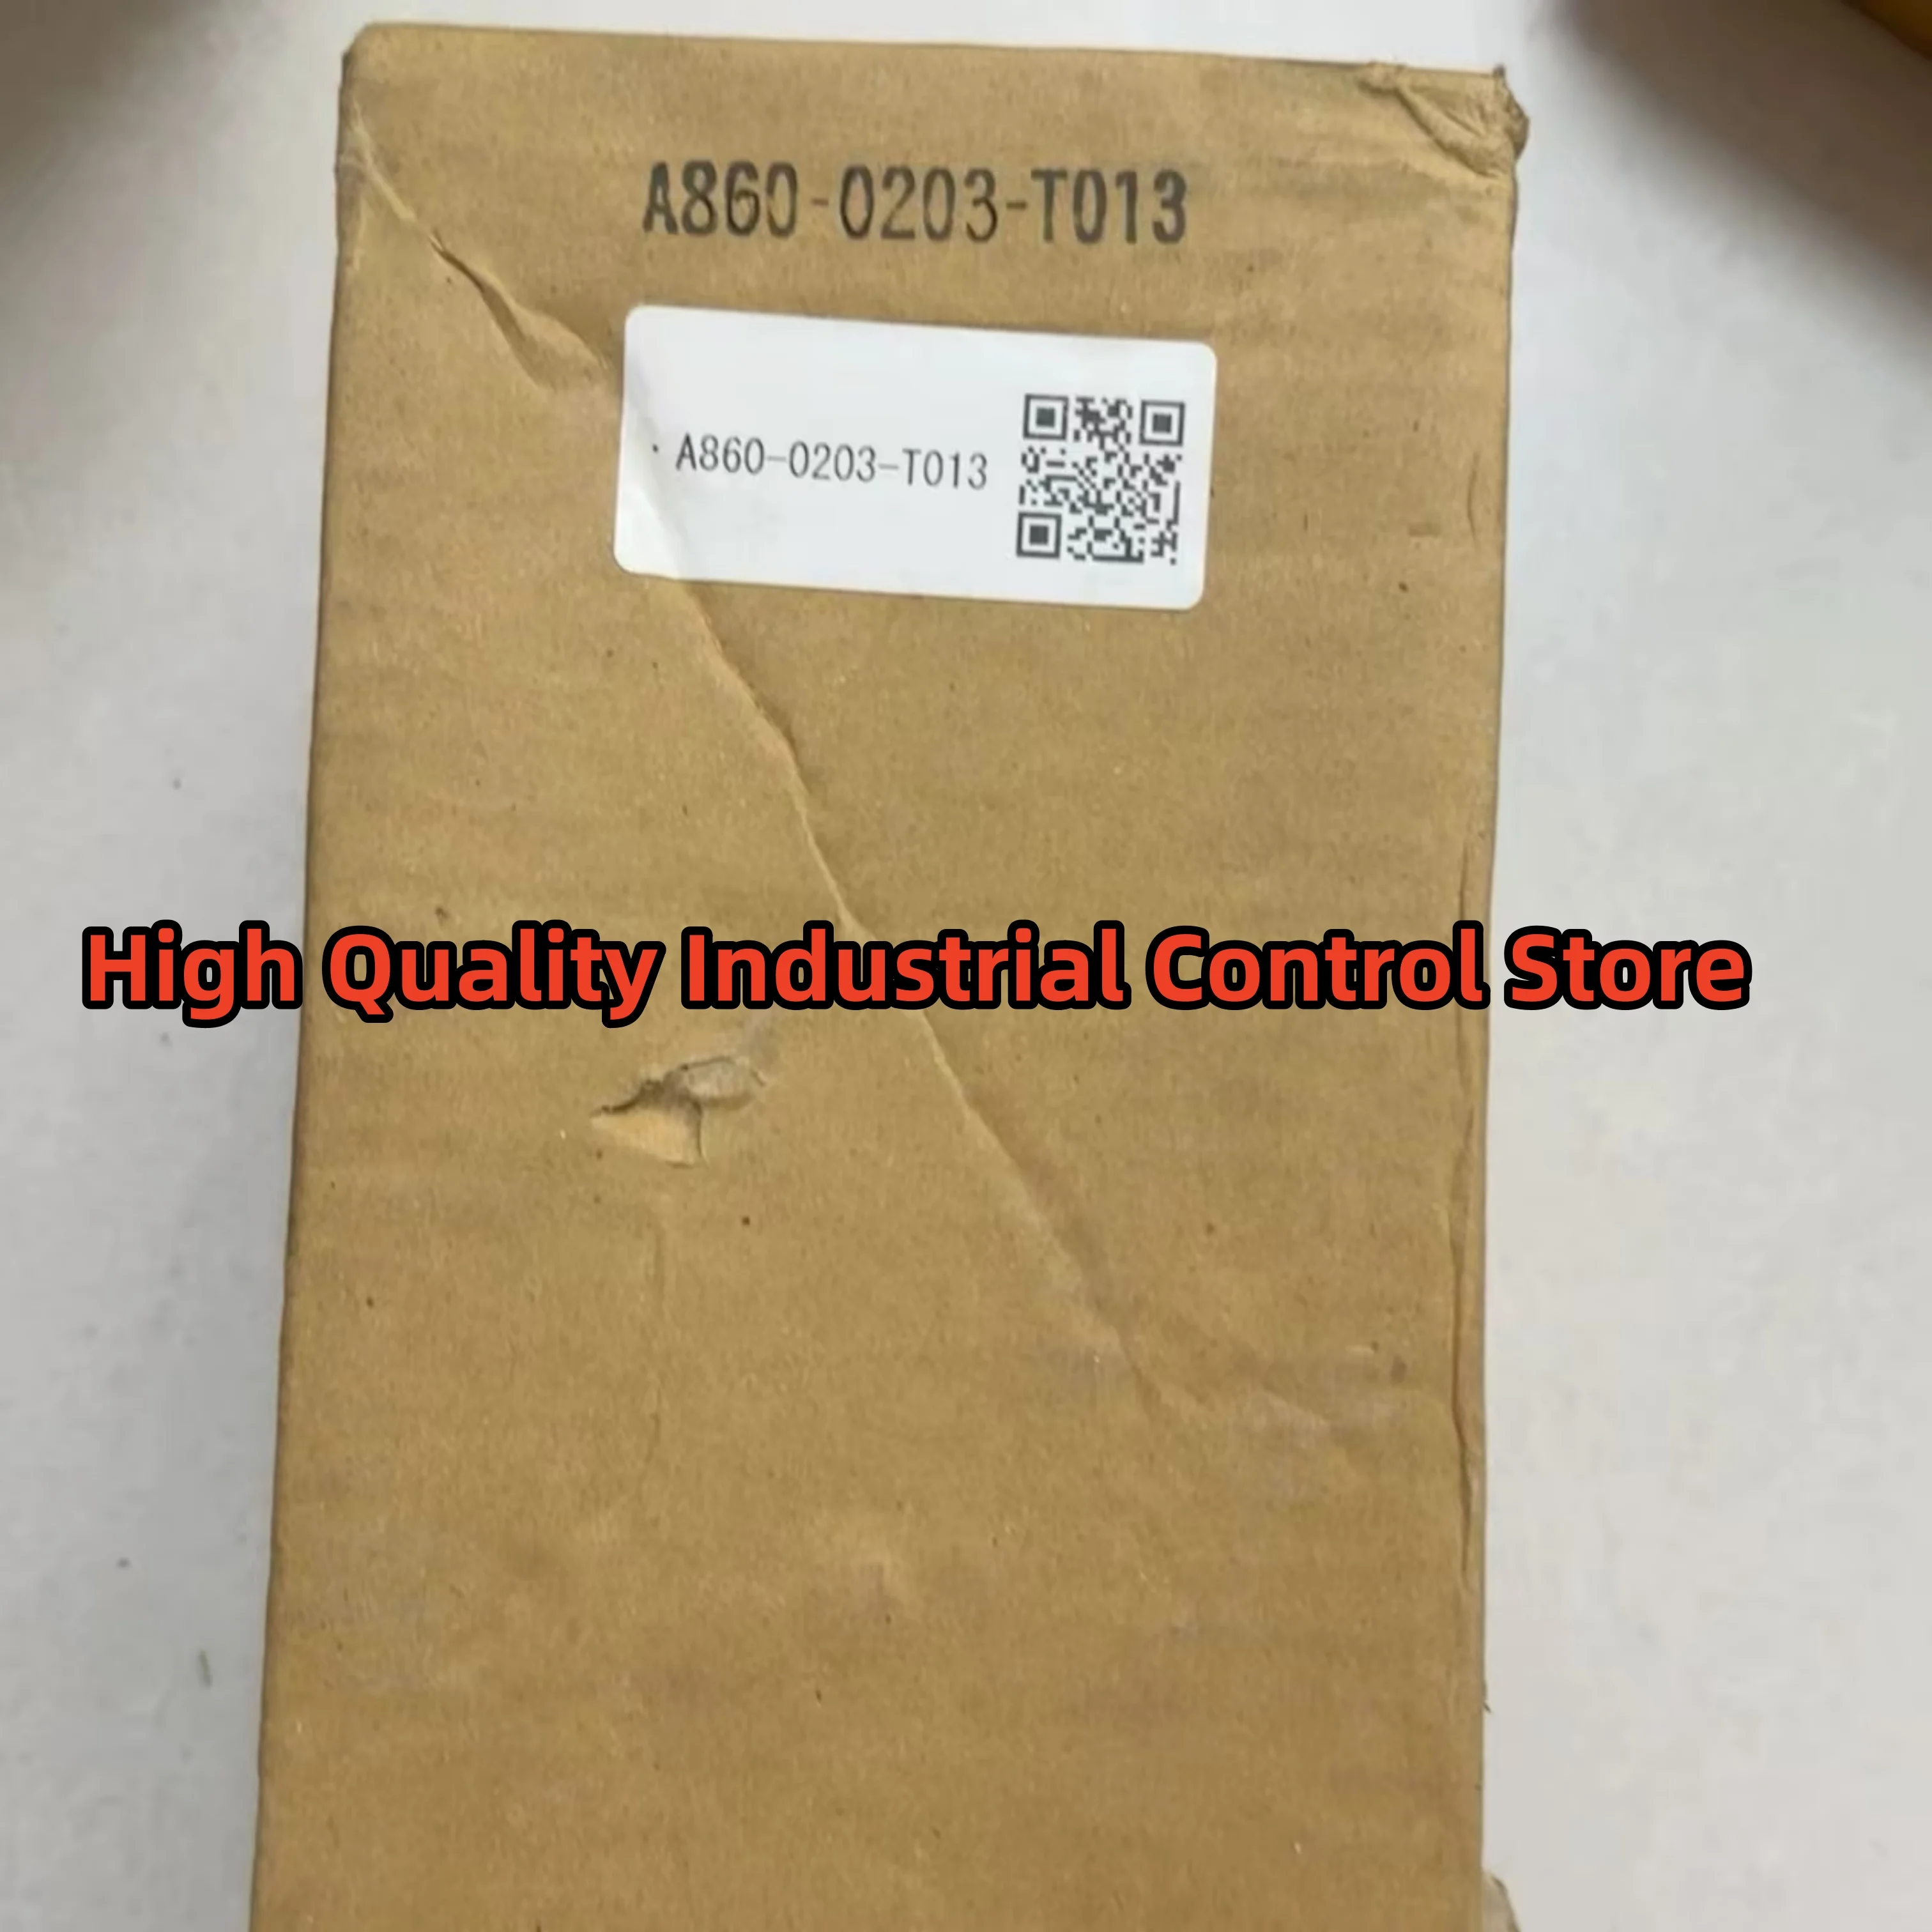 A860-0203-T013
· A860-0203-T013
High Quality Industrial Control Store